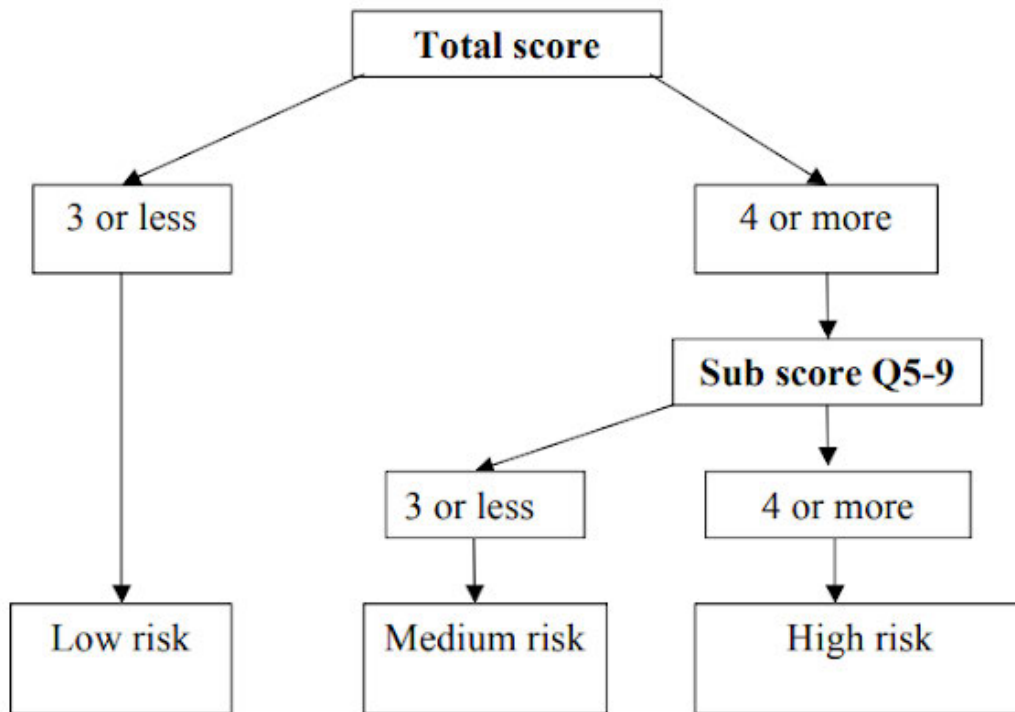 Total score
3 or less
4 or more
Sub score Q5-9
3 or less
4 or more
Low risk
Medium risk
High risk